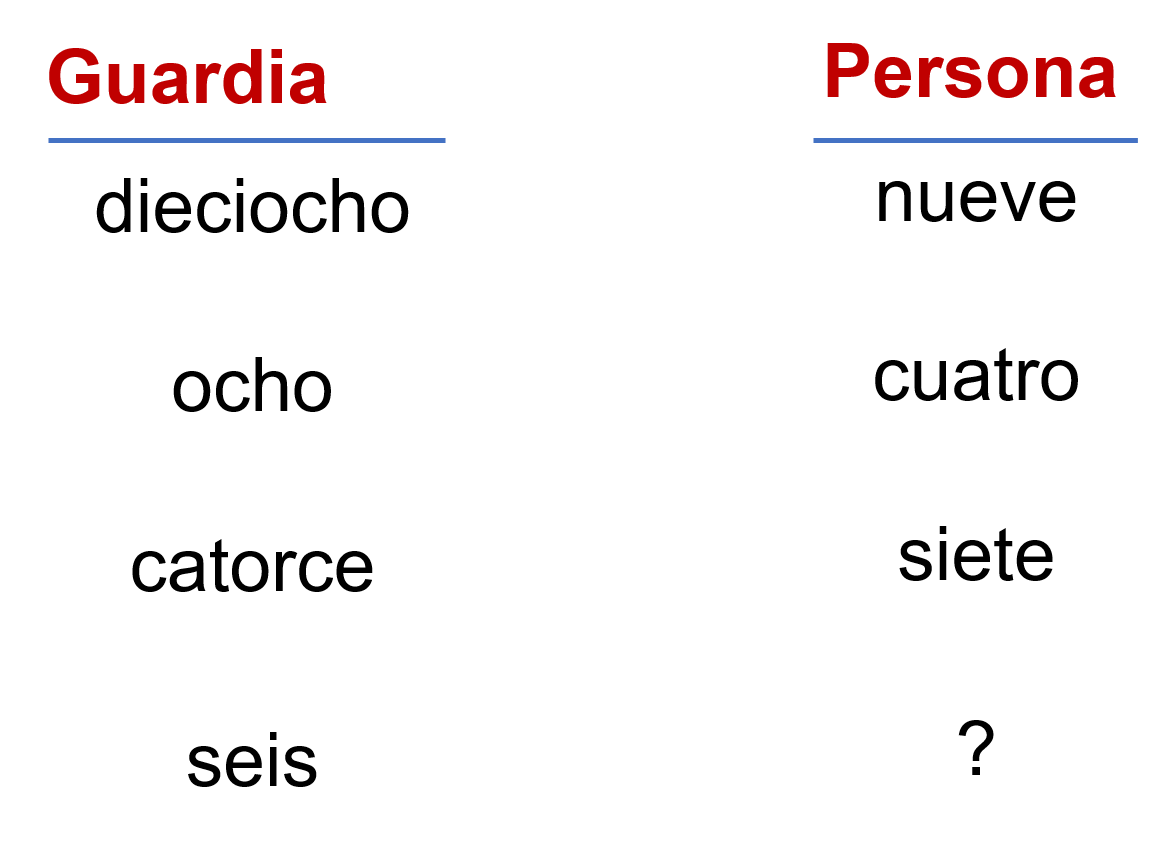 Guardia Persona
dieciocho nueve
ocho cuatro
catorce siete
seis ?